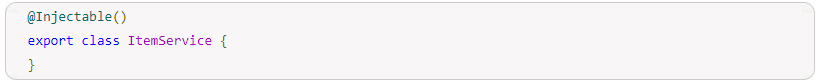 @Injectable()
export class ItemService {
}